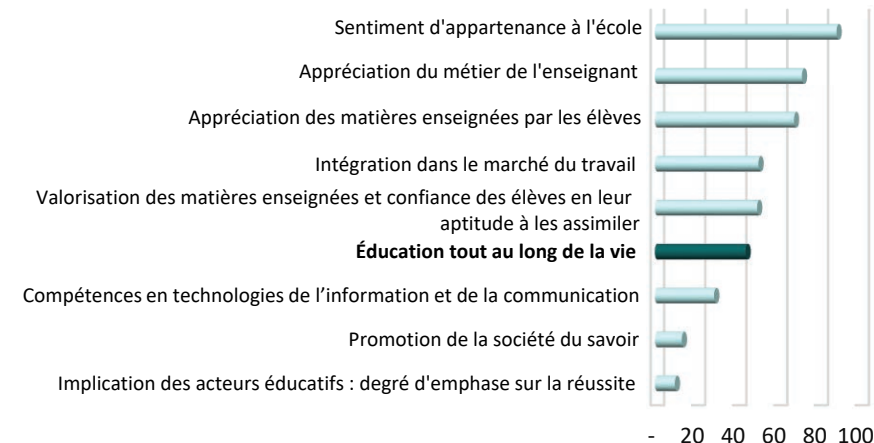 Sentiment d'appartenance à l'école
Appréciation du métier de l'enseignant
Appréciation des matières enseignées par les élèves
Intégration dans le marché du travail
Valorisation des matières enseignées et confiance des élèves en leur
aptitude à les assimiler
Éducation tout au long de la vie
Compétences en technologies de l’information et de la communication
Promotion de la société du savoir
Implication des acteurs éducatifs : degré d'emphase sur la réussite
- 20 40 60 80 100